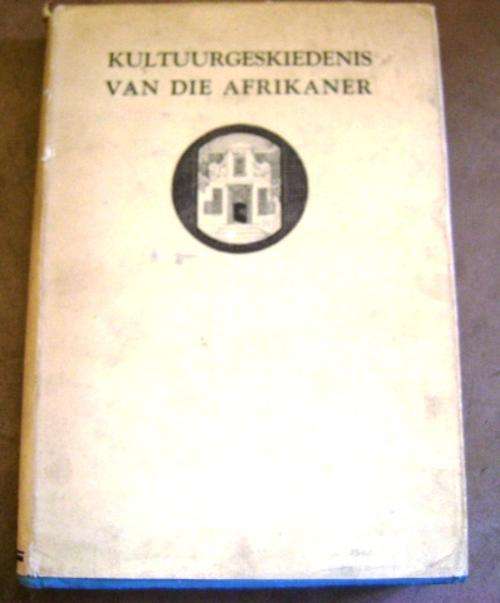 KULTUURGESKIEDENIS
VAN DIE AFRIKANER